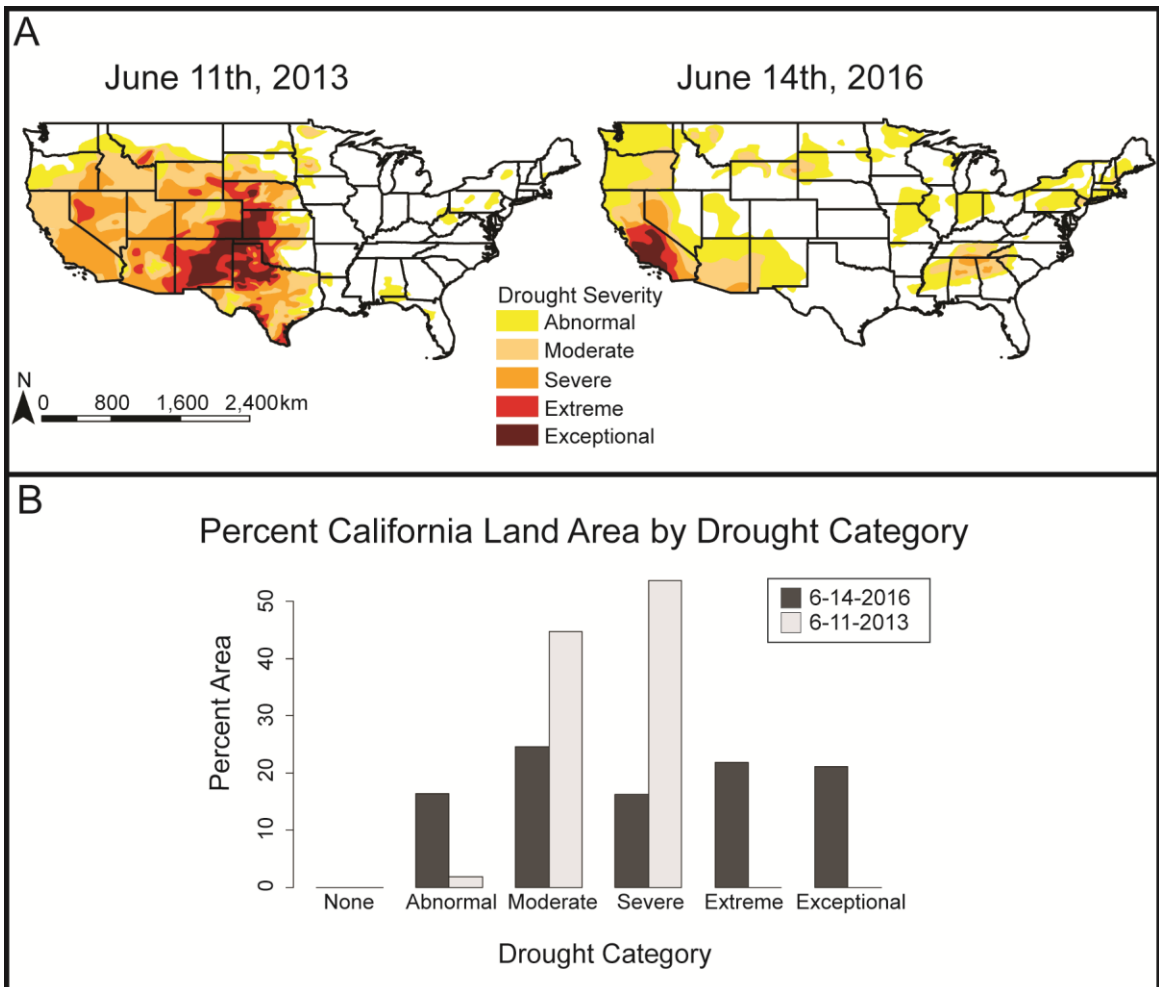 A
June 11th, 2013
June 14th, 2016
Drought Severity
Abnormal
Moderate
Severe
Extreme
Exceptional
N
0 800 1,600 2,400km
B
Percent California Land Area by Drought Category
6-14-2016
6-11-2013
Percent Area
50
40
30
20
10
0
None Abnormal Moderate Severe Extreme Exceptional
Drought Category